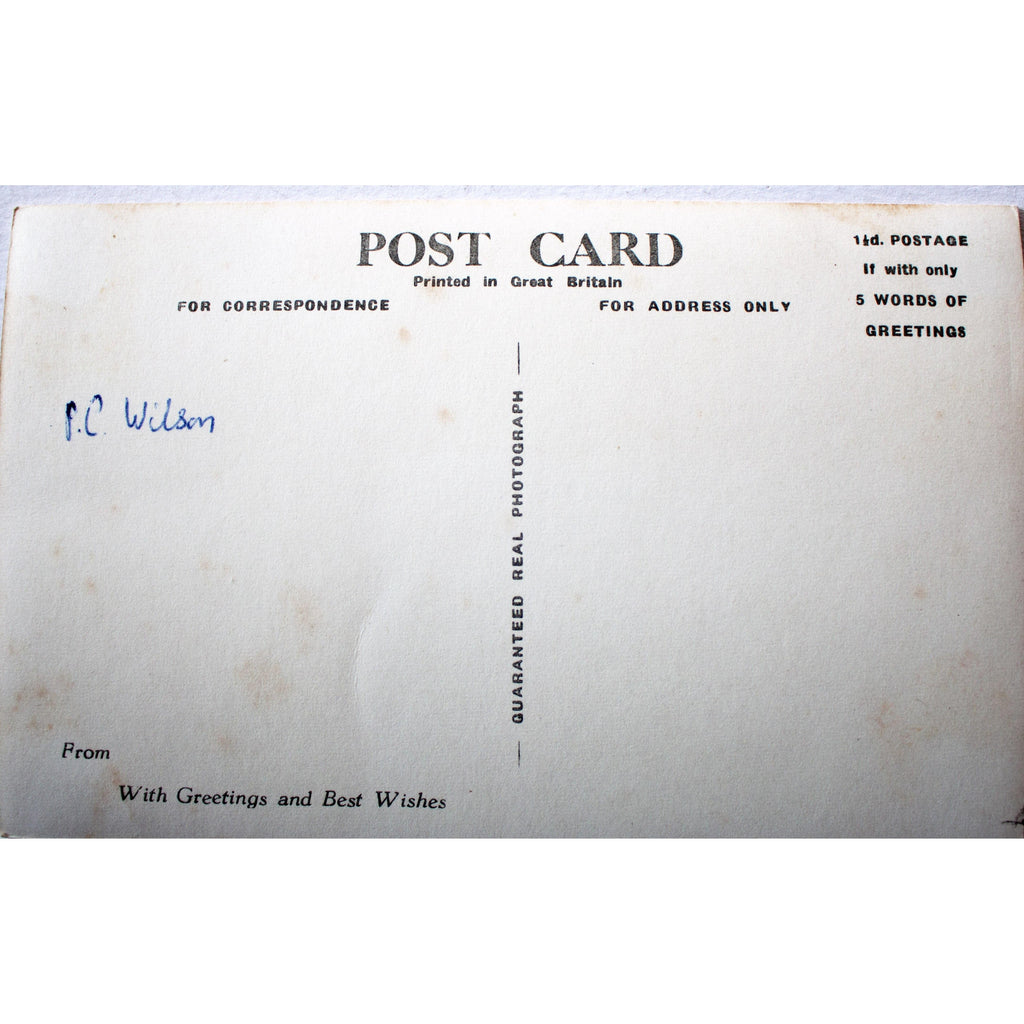 POST CARD
Printed in Great Britain
FOR CORRESPONDENCE
FOR ADDRESS ONLY
1½d. POSTAGE
If with only
5 WORDS OF
GREETINGS
P.C. Wilson
GUARANTEED REAL PHOTOGRAPH
From
With Greetings and Best Wishes